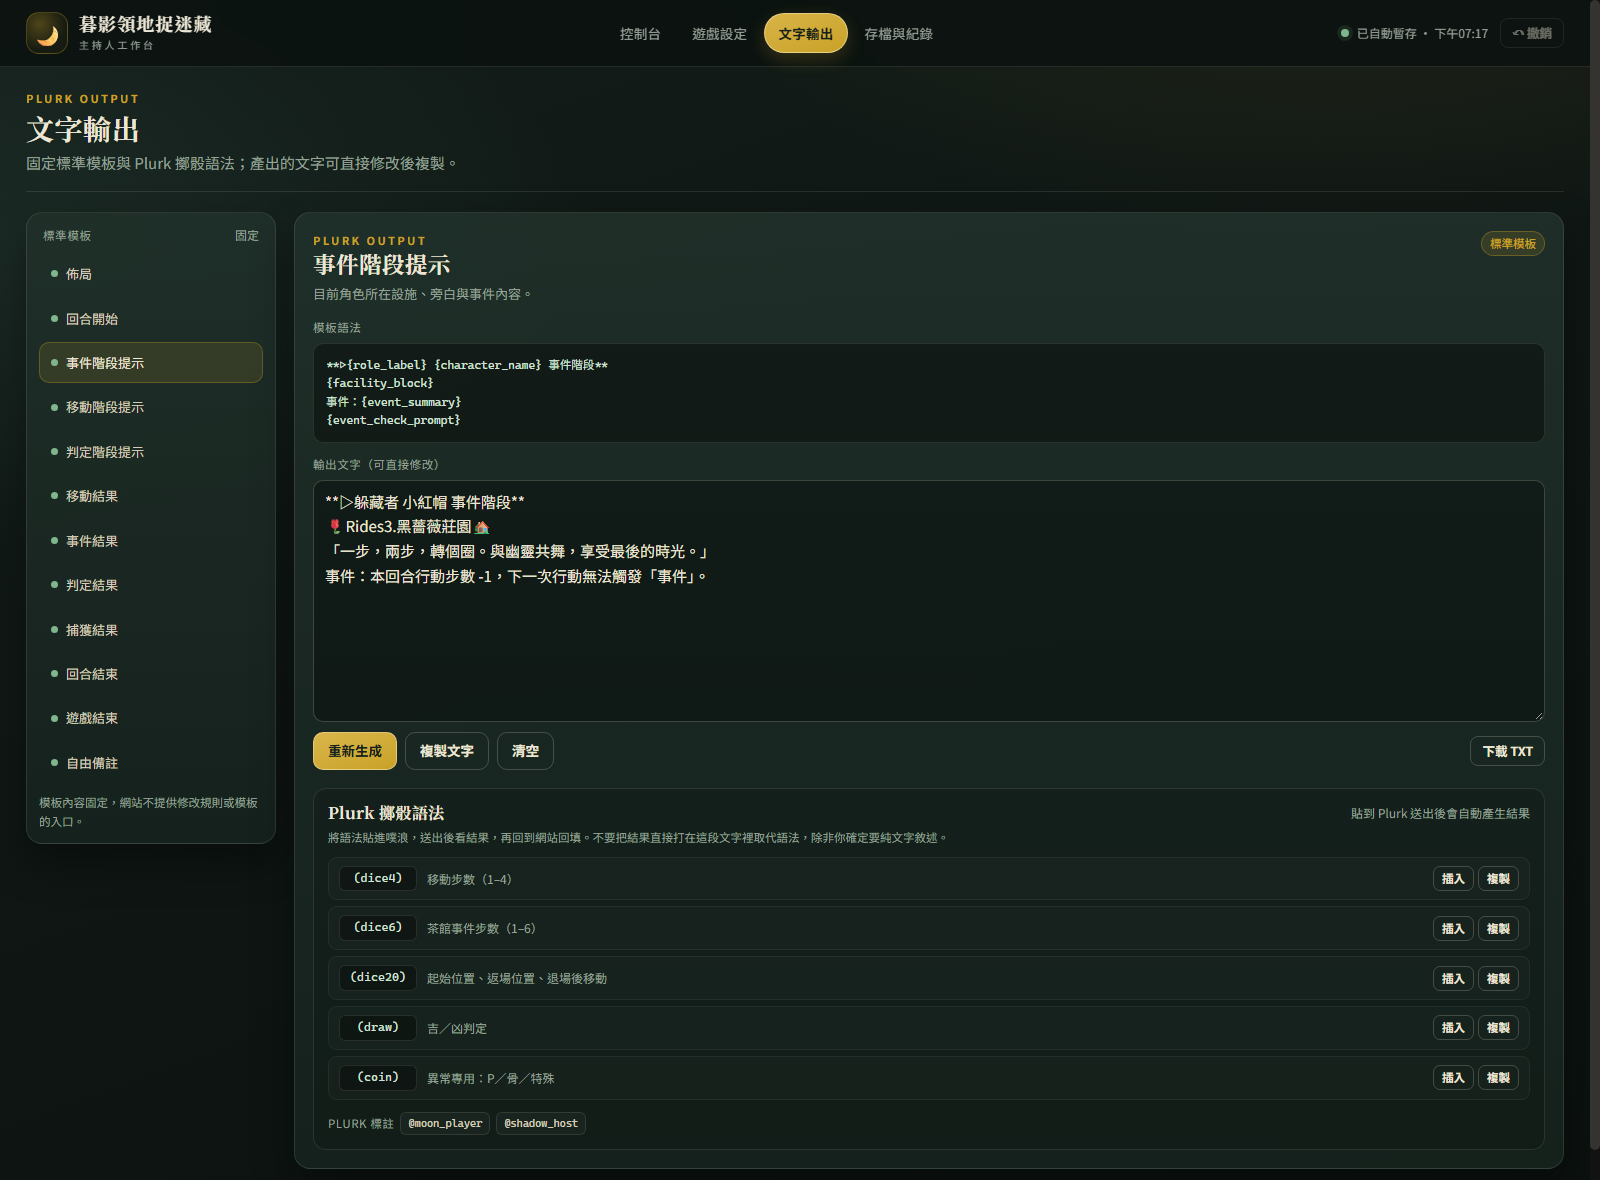 暮影領地捉迷藏
主持人工作台
控制台
遊戲設定
文字輸出
存檔與紀錄
已自動暫存・下午07:17
撤銷
PLURK OUTPUT
文字輸出
固定標準模板與 Plurk 擲骰語法；產出的文字可直接修改後複製。
標準模板
固定
佈局
回合開始
事件階段提示
移動階段提示
判定階段提示
移動結果
事件結果
判定結果
捕獲結果
回合結束
遊戲結束
自由備註
模板內容固定，網站不提供修改規則或模板
的入口。
PLURK OUTPUT
事件階段提示
標準模板
目前角色所在設施、旁白與事件內容。
模板語法
**▷{role_label} {character_name} 事件階段**
{facility_block}
事件：{event_summary}
{event_check_prompt}
輸出文字（可直接修改）
**▷躲藏者 小紅帽 事件階段**
🌹Rides3.黑薔薇莊園🏠
「一步，兩步，轉個圈。與幽靈共舞，享受最後的時光。」
事件：本回合行動步數 -1，下一次行動無法觸發「事件」。
重新生成
複製文字
清空
下載 TXT
Plurk 擲骰語法
貼到 Plurk 送出後會自動產生結果
將語法貼進噗浪，送出後看結果，再回到網站回填。不要把結果直接打在這段文字裡取代語法，除非你確定要純文字敘述。
(dice4) 移動步數（1–4） 插入 複製
(dice6) 茶館事件步數（1–6） 插入 複製
(dice20) 起始位置、返場位置、退場後移動 插入 複製
(draw) 吉／凶判定 插入 複製
(coin) 異常專用：P／骨／特殊 插入 複製
PLURK 標註 @moon_player @shadow_host